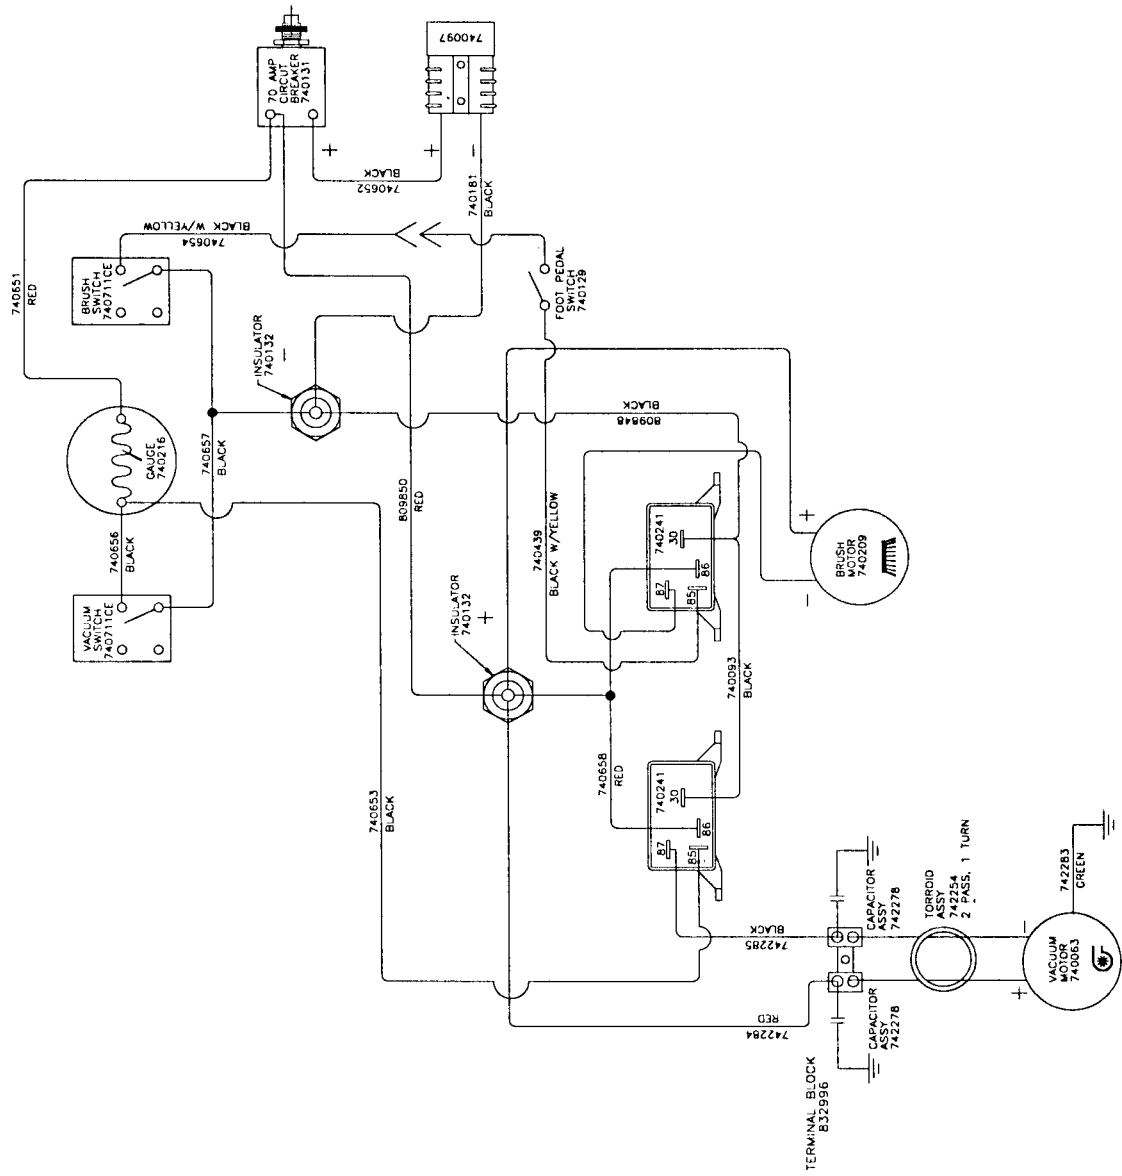 70 AMP
CIRCUT
BREAKER
740131
740097
+
+
-
BLACK
740652
740181
BLACK
740651
RED
BLACK W/YELLOW
740654
BRUSH
SWITCH
740711CE
FOOT PEDAL
SWITCH
740129
INSULATOR
740132
-
GAUGE
740216
740657
BLACK
740656
BLACK
809850
RED
BLACK
809848
740439
BLACK W/YELLOW
VACUUM
SWITCH
740711CE
INSULATOR
740132
+
740241
30
87
86
85
+
-
BRUSH
MOTOR
740209
740093
BLACK
740658
RED
740653
BLACK
740241
30
87
86
85
BLACK
742285
RED
742284
CAPACITOR
ASSY
742278
CAPACITOR
ASSY
742278
TERMINAL BLOCK
832996
TORROID
ASSY
742254
2 PASS, 1 TURN
742283
GREEN
-
+
VACUUM
MOTOR
740063